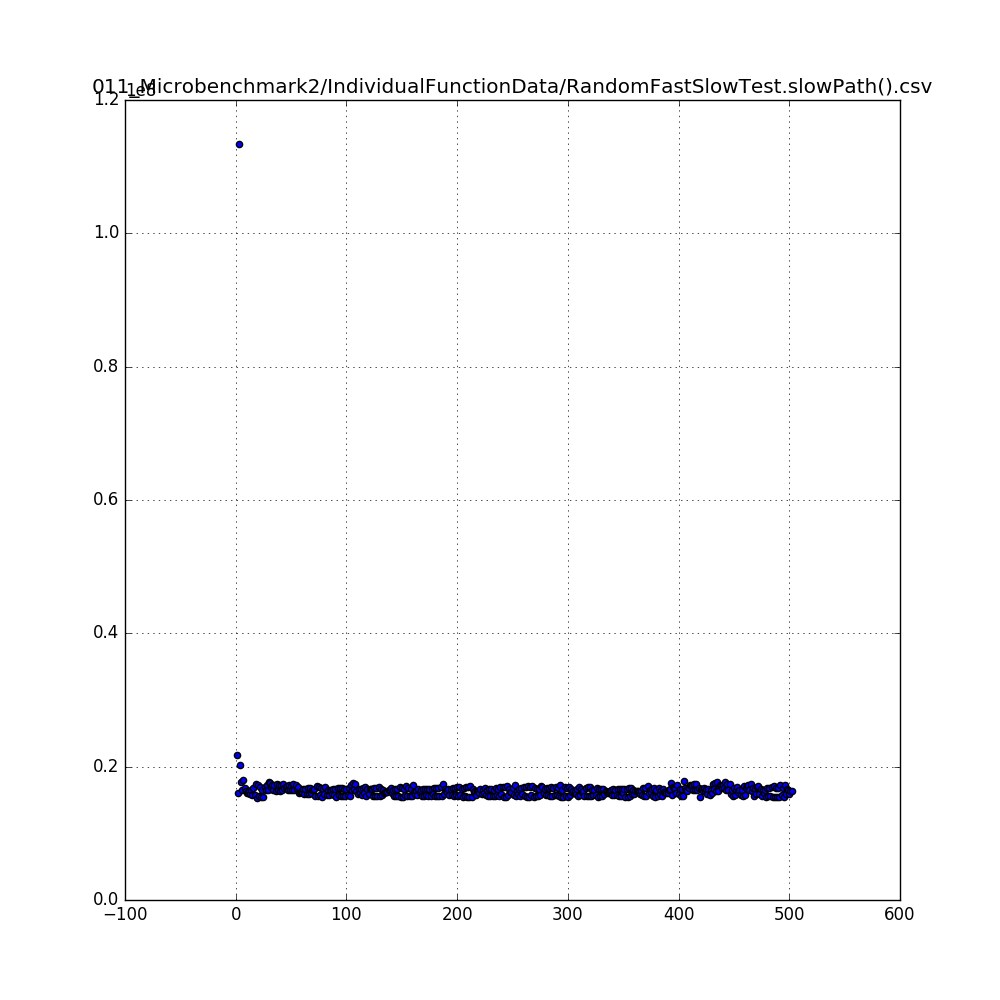 011_Microbenchmark2/IndividualFunctionData/RandomFastSlowTest.slowPath().csv
1e8
1.2
1.0
0.8
0.6
0.4
0.2
0.0
−100 0 100 200 300 400 500 600